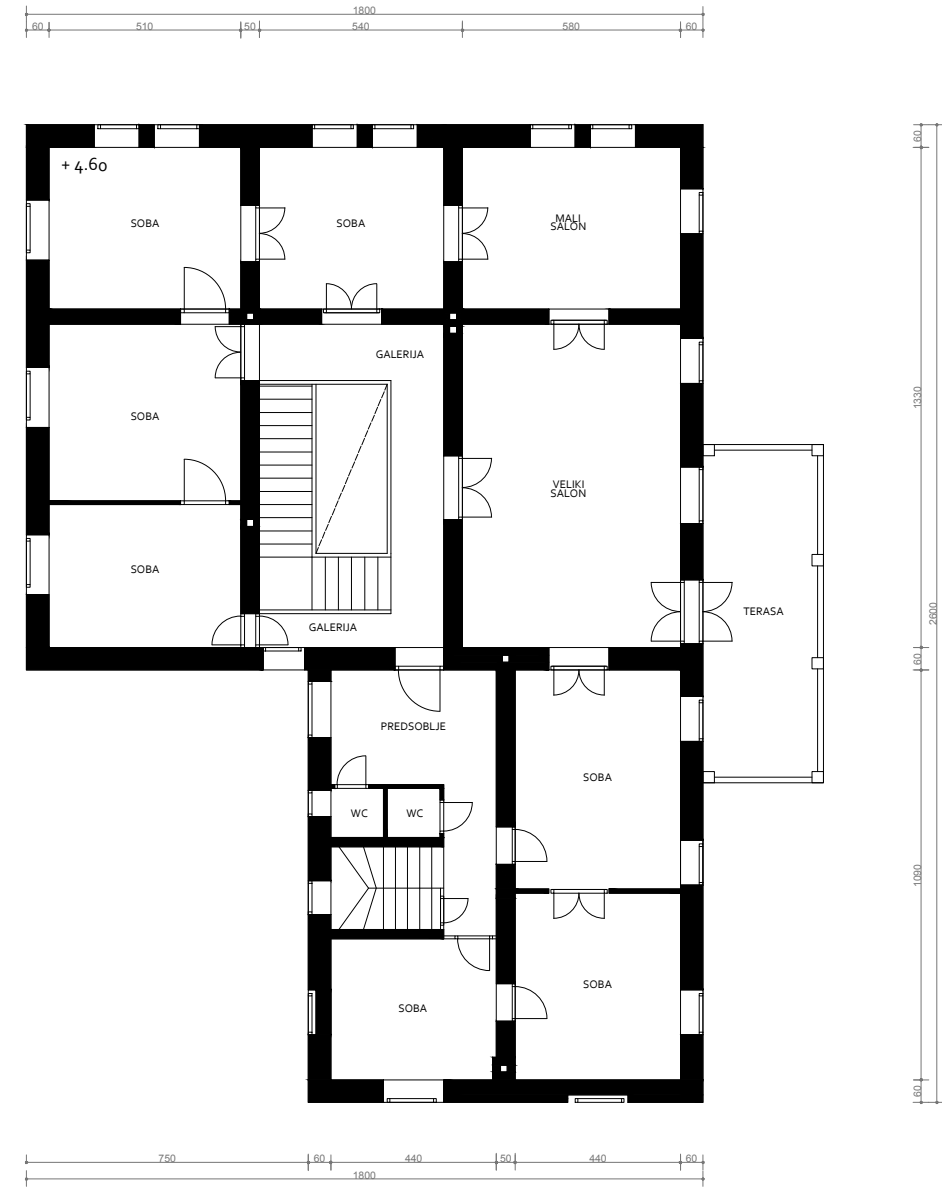 1800
60 510 50 540 580 60
+ 4.60
SOBA
SOBA
MALI
SALON
60
GALERIJA
SOBA
1330
VELIKI
SALON
SOBA
TERASA
2600
GALERIJA
60
PREDSOBLJE
SOBA
WC
WC
1090
SOBA
SOBA
60
750 60 440 50 440 60
1800